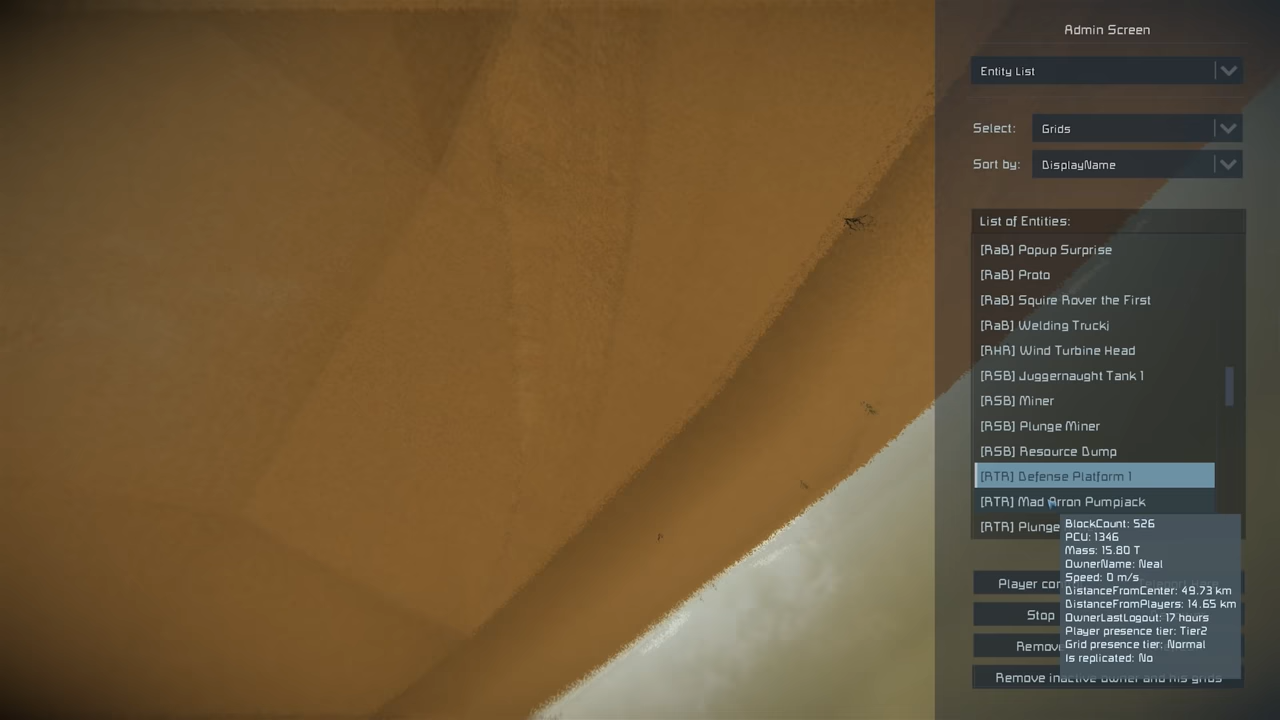 Admin Screen
Entity List
Select: Grids
Sort by: DisplayName
List of Entities:
[RaB] Popup Surprise
[RaB] Proto
[RaB] Squire Rover the First
[RaB] Welding Truckj
[RHR] Wind Turbine Head
[RSB] Juggernaught Tank 1
[RSB] Miner
[RSB] Plunge Miner
[RSB] Resource Dump
[RTR] Defense Platform 1
[RTR] Mad Arron Pumpjack
[RTR] Plunge
BlockCount: 526
PCU: 1346
Mass: 15.80 T
OwnerName: Neal
Speed: 0 m/s
DistanceFromCenter: 49.73 km
DistanceFromPlayers: 14.65 km
OwnerLastLogout: 17 hours
Player presence tier: Tier2
Grid presence tier: Normal
Is replicated: No
Player
Stop
Remove inactive owner and his grids